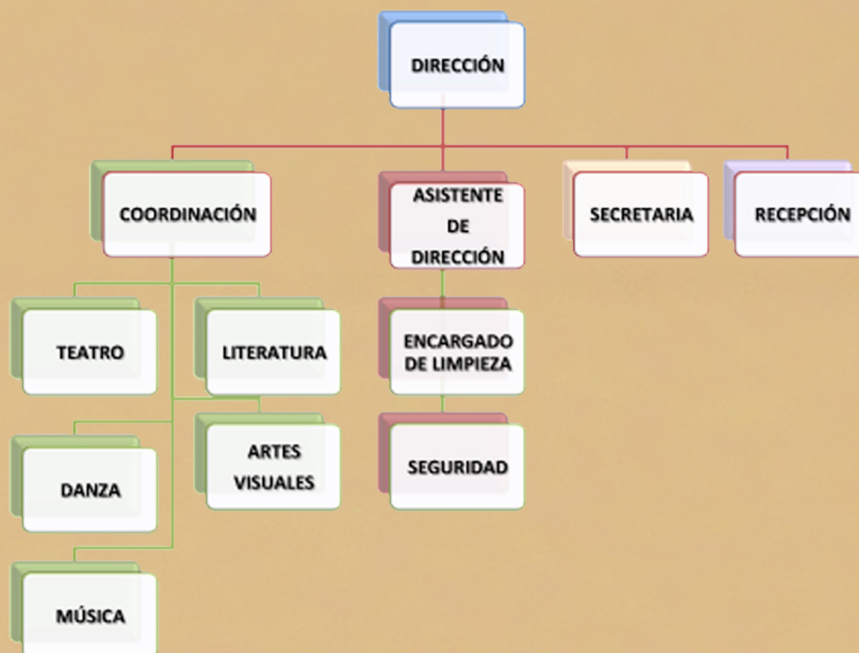 DIRECCIÓN
COORDINACIÓN
ASISTENTE
DE
DIRECCIÓN
SECRETARIA
RECEPCIÓN
TEATRO
LITERATURA
ENCARGADO
DE LIMPIEZA
DANZA
ARTES
VISUALES
SEGURIDAD
MÚSICA